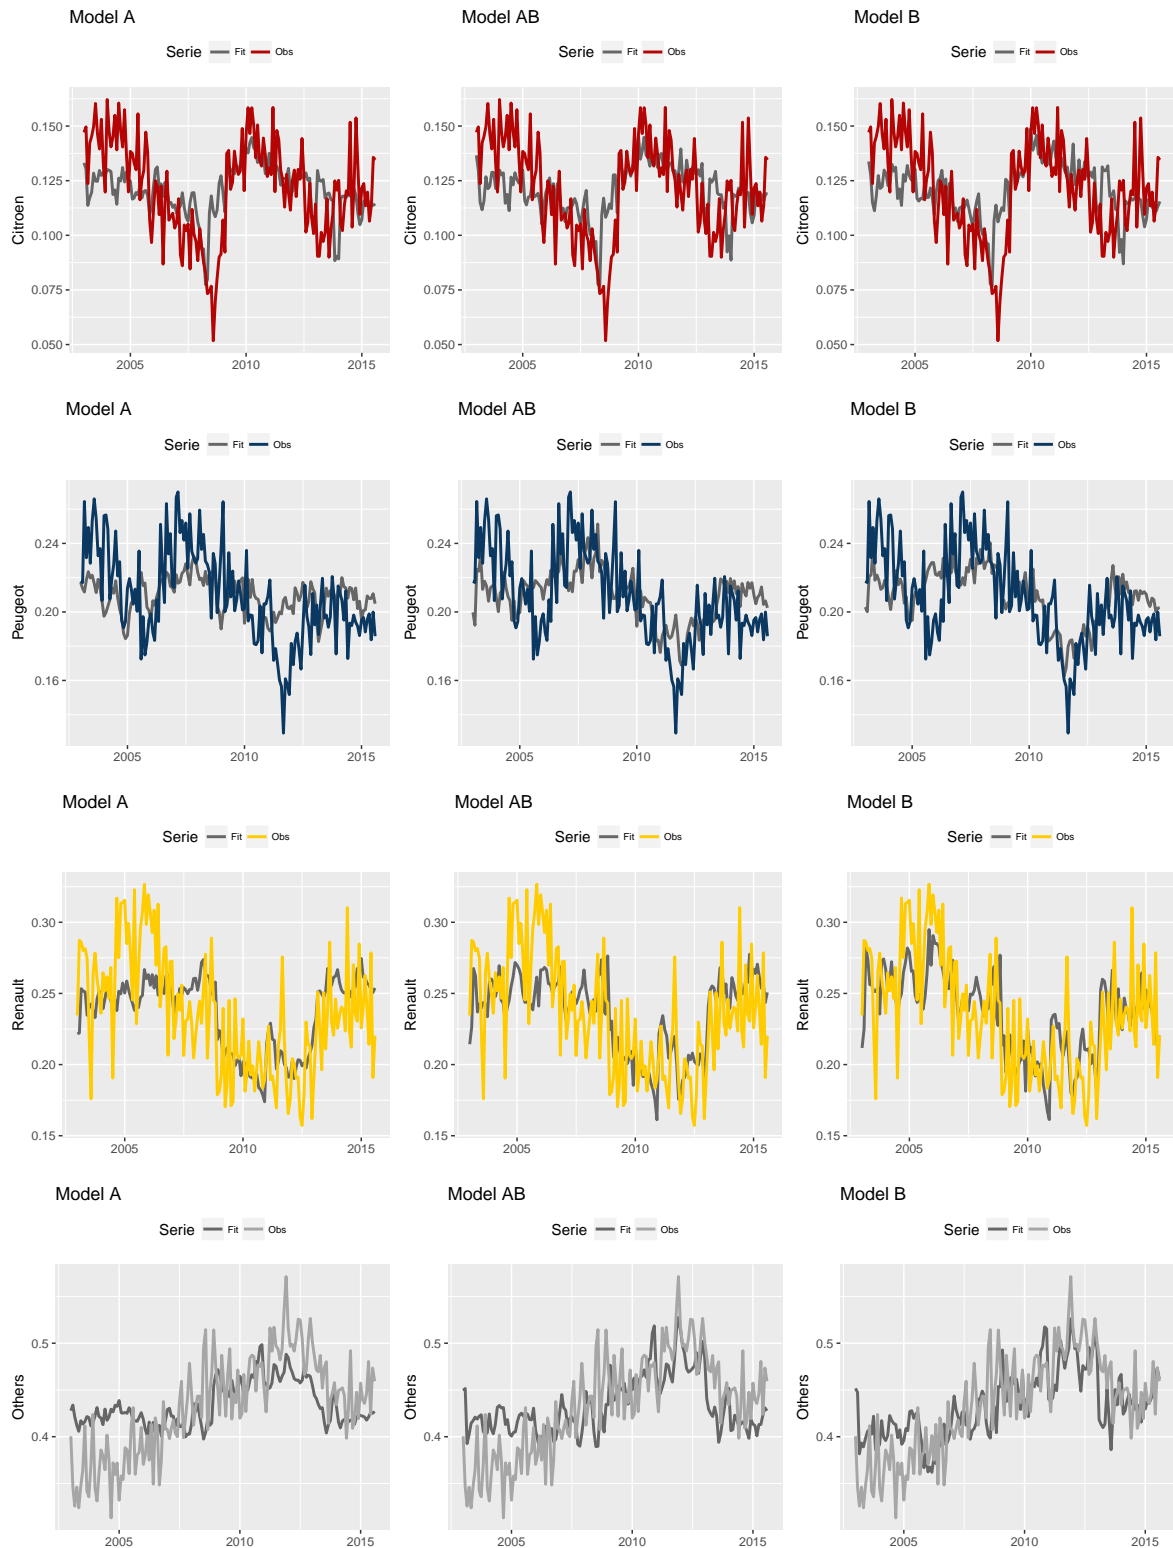 Model A Model AB Model B
Serie Fit Obs Serie Fit Obs Serie Fit Obs
Citroen 0.150 0.125 0.100 0.075 0.050 Citroen 0.150 0.125 0.100 0.075 0.050 Citroen 0.150 0.125 0.100 0.075 0.050
2005 2010 2015 2005 2010 2015 2005 2010 2015
Model A Model AB Model B
Serie Fit Obs Serie Fit Obs Serie Fit Obs
Peugeot 0.24 0.20 0.16 Peugeot 0.24 0.20 0.16 Peugeot 0.24 0.20 0.16
2005 2010 2015 2005 2010 2015 2005 2010 2015
Model A Model AB Model B
Serie Fit Obs Serie Fit Obs Serie Fit Obs
Renault 0.30 0.25 0.20 0.15 Renault 0.30 0.25 0.20 0.15 Renault 0.30 0.25 0.20 0.15
2005 2010 2015 2005 2010 2015 2005 2010 2015
Model A Model AB Model B
Serie Fit Obs Serie Fit Obs Serie Fit Obs
Others 0.5 0.4 Others 0.5 0.4 Others 0.5 0.4
2005 2010 2015 2005 2010 2015 2005 2010 2015